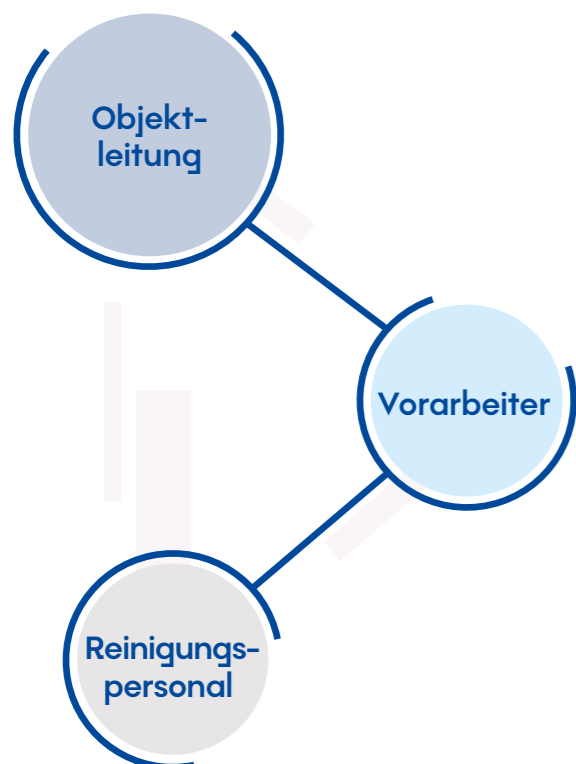 Objekt-
leitung
Vorarbeiter
Reinigungs-
personal